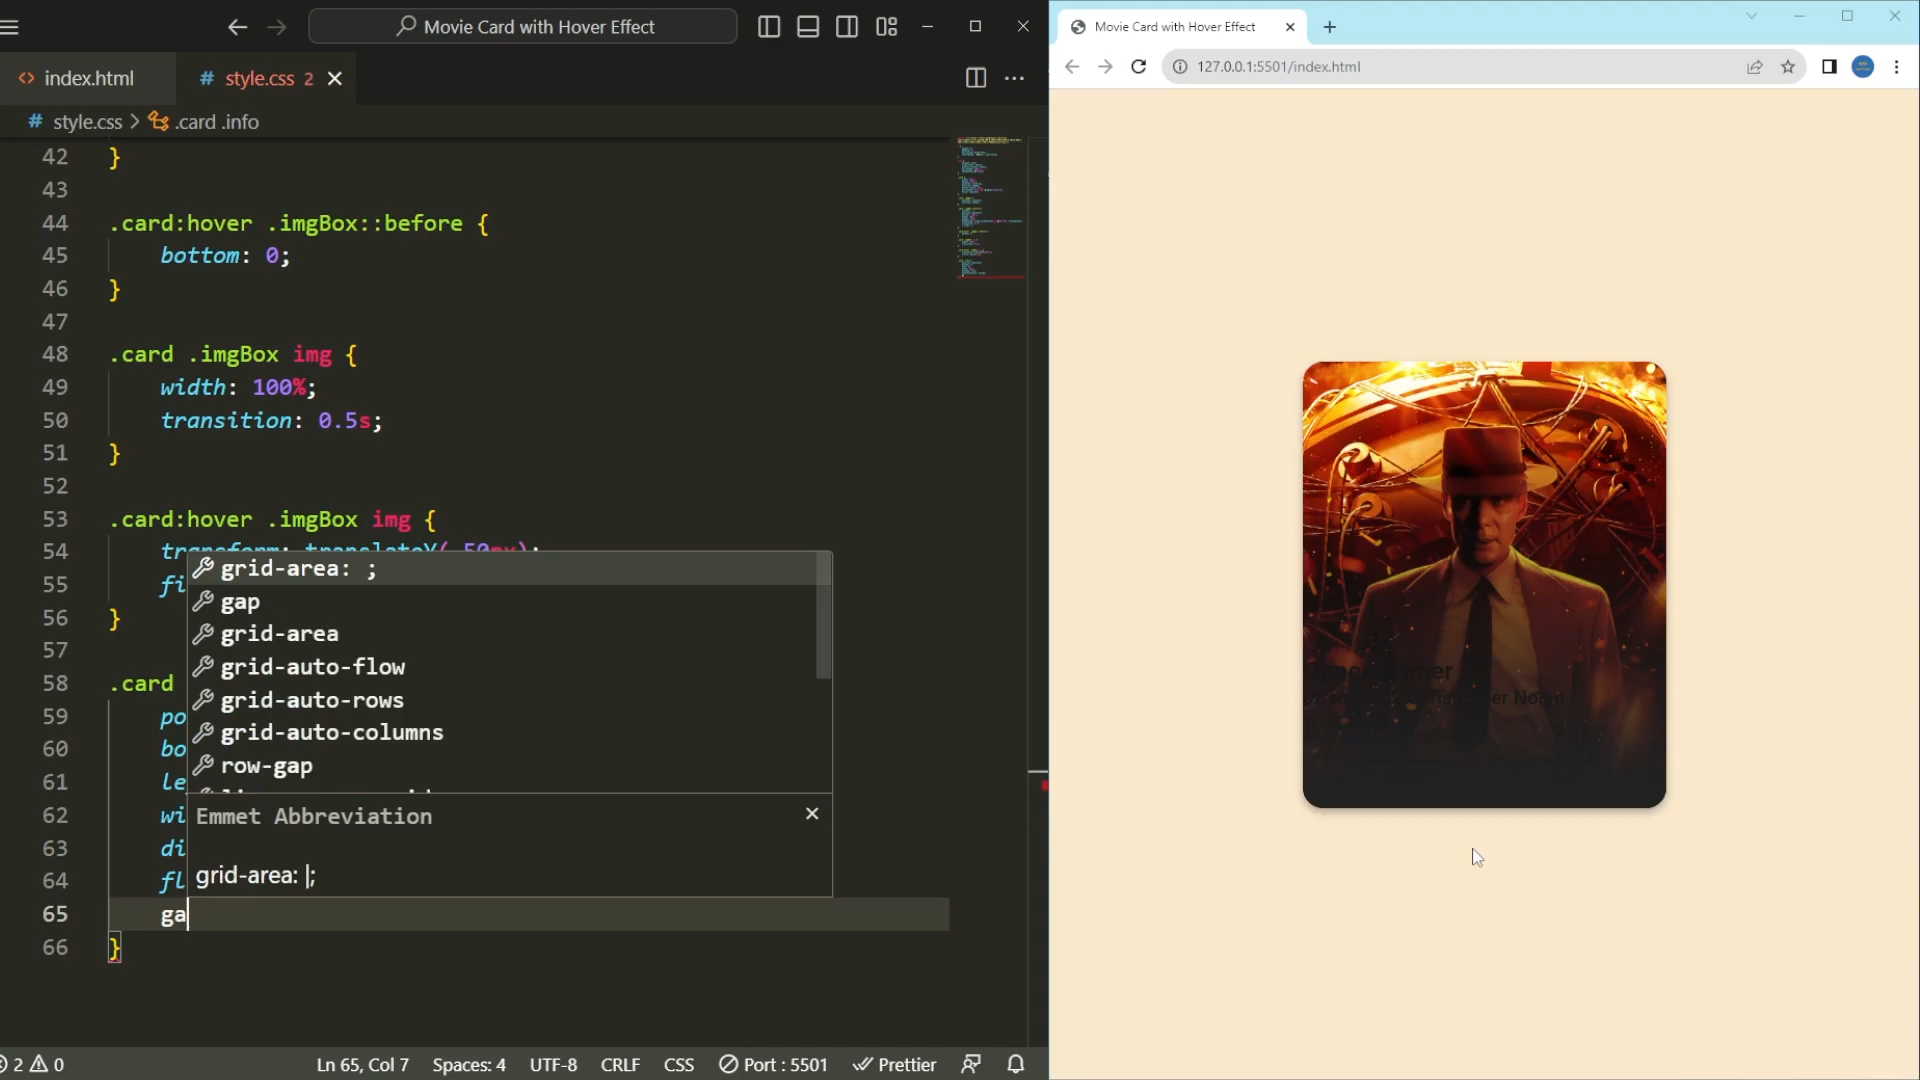 Movie Card with Hover Effect
index.html
# style.css 2
# style.css > .card .info
42 }
43
44 .card:hover .imgBox::before {
45 bottom: 0;
46 }
47
48 .card .imgBox img {
49 width: 100%;
50 transition: 0.5s;
51 }
52
53 .card:hover .imgBox img {
54
55 fi
56 }
57
58 .card
59 po
60 bo
61 le
62 wi
63 di
64 fl
65 ga
66 }
grid-area: ;
gap
grid-area
grid-auto-flow
grid-auto-rows
grid-auto-columns
row-gap
Emmet Abbreviation
grid-area: |;
2 0 Ln 65, Col 7 Spaces: 4 UTF-8 CRLF CSS Port : 5501 Prettier
Movie Card with Hover Effect
127.0.0.1:5501/index.html